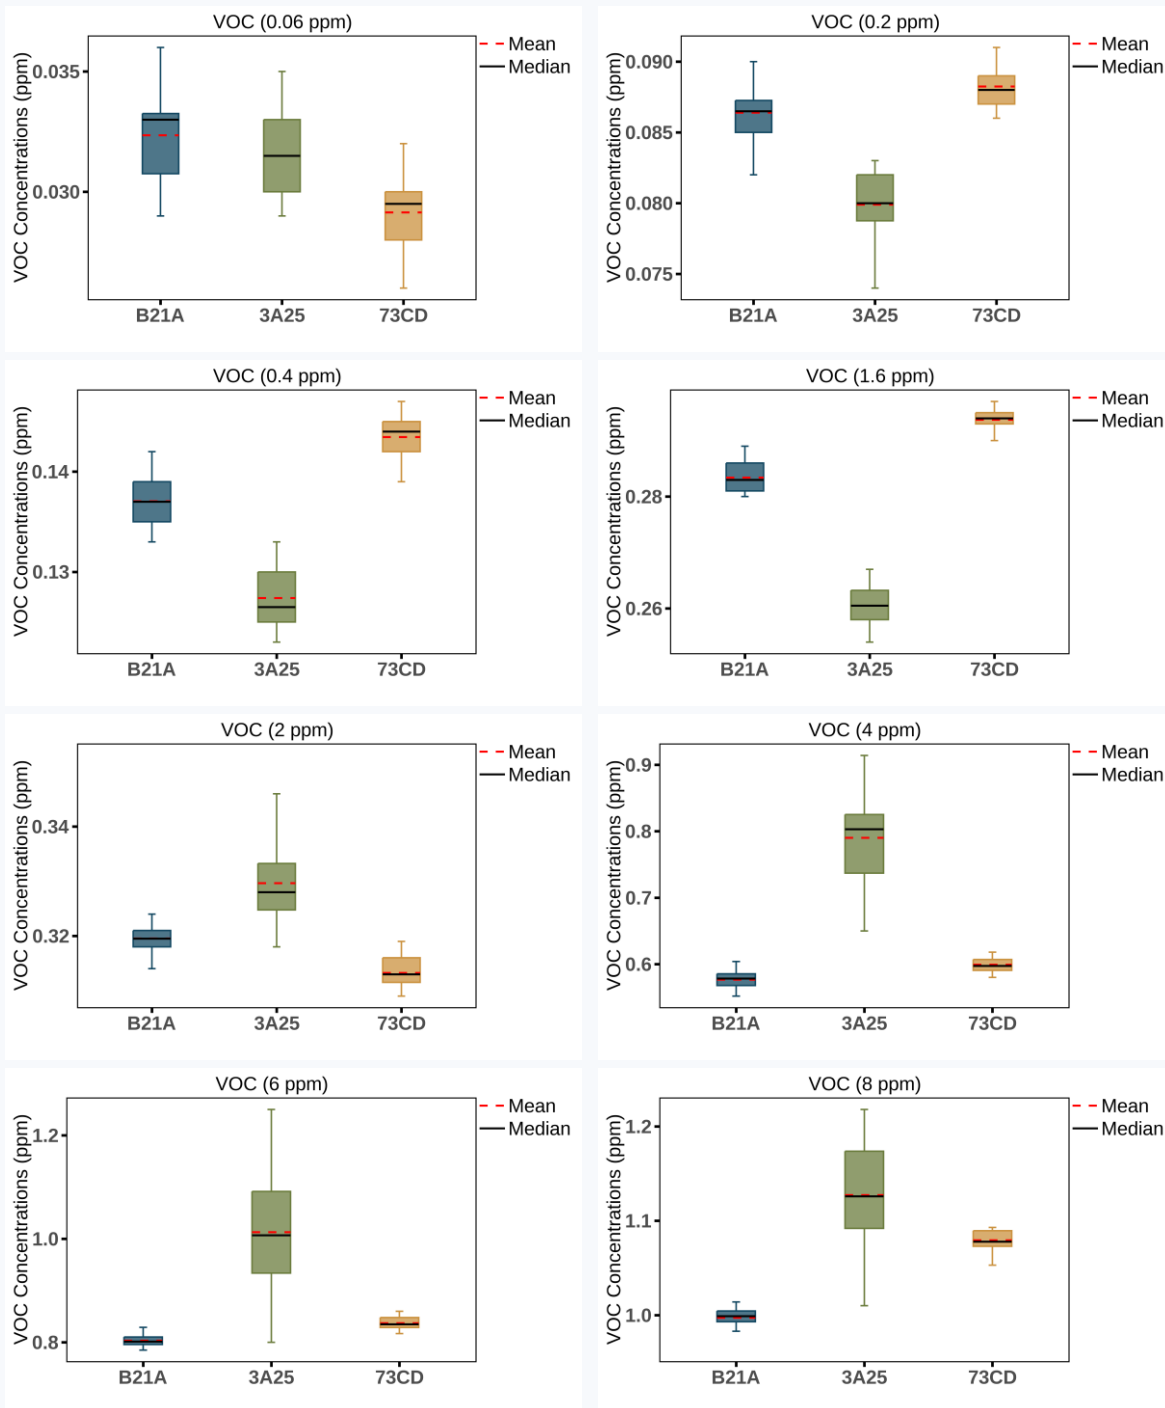 VOC (0.06 ppm)
Mean
Median
VOC Concentrations (ppm)
0.035
0.030
B21A 3A25 73CD
VOC (0.2 ppm)
Mean
Median
VOC Concentrations (ppm)
0.090
0.085
0.080
0.075
B21A 3A25 73CD
VOC (0.4 ppm)
Mean
Median
VOC Concentrations (ppm)
0.14
0.13
B21A 3A25 73CD
VOC (1.6 ppm)
Mean
Median
VOC Concentrations (ppm)
0.28
0.26
B21A 3A25 73CD
VOC (2 ppm)
Mean
Median
VOC Concentrations (ppm)
0.34
0.32
B21A 3A25 73CD
VOC (4 ppm)
Mean
Median
VOC Concentrations (ppm)
0.9
0.8
0.7
0.6
B21A 3A25 73CD
VOC (6 ppm)
Mean
Median
VOC Concentrations (ppm)
1.2
1.0
0.8
B21A 3A25 73CD
VOC (8 ppm)
Mean
Median
VOC Concentrations (ppm)
1.2
1.1
1.0
B21A 3A25 73CD